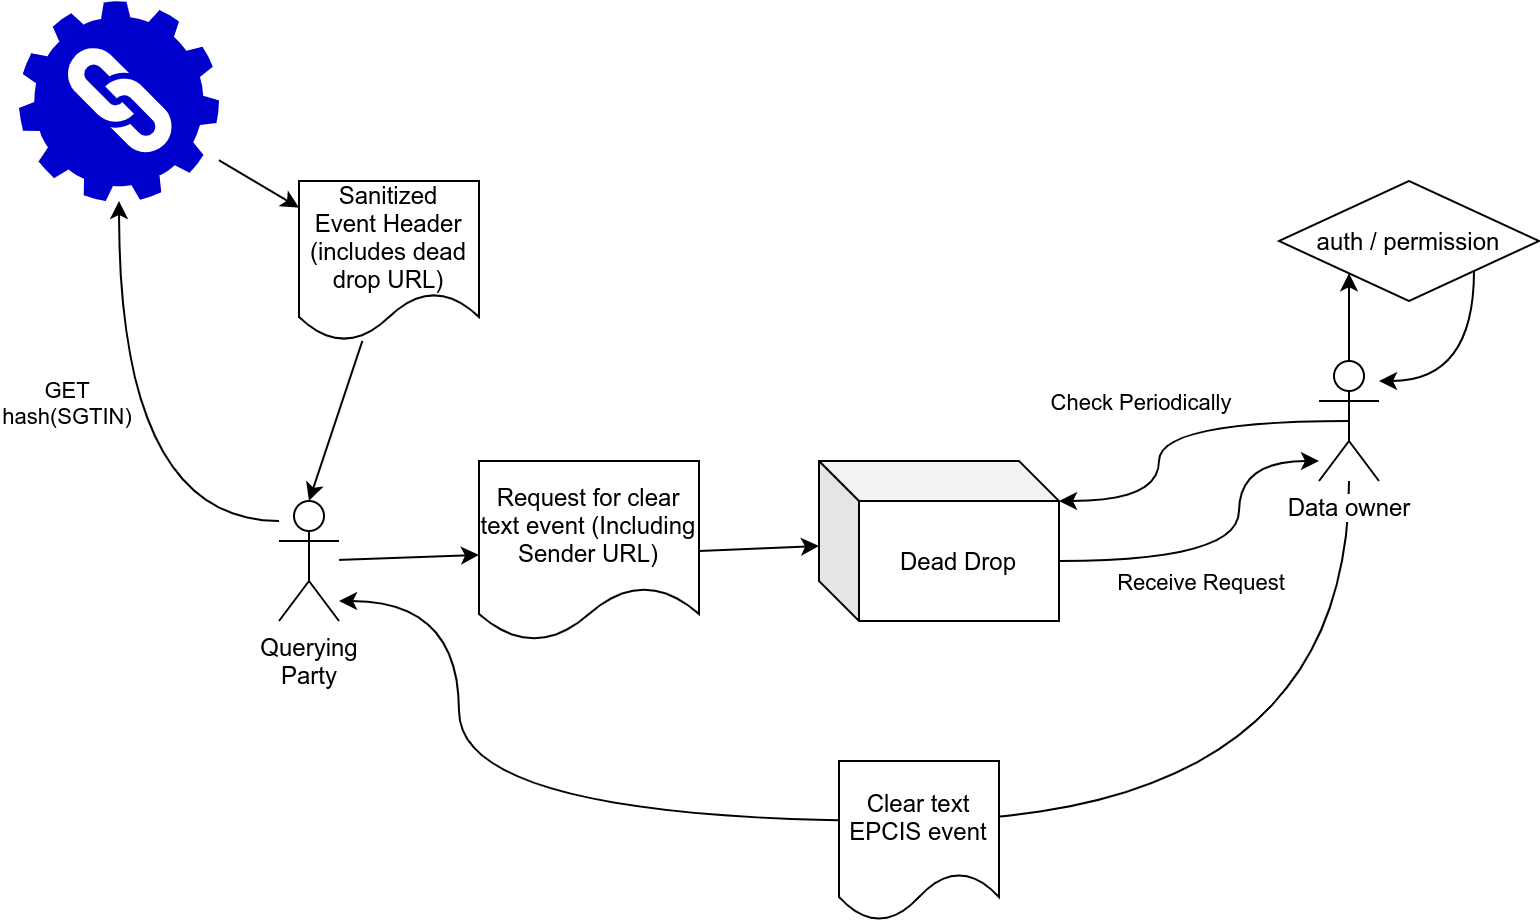 Sanitized
Event Header
(includes dead
drop URL)
auth / permission
GET
hash(SGTIN)
Check Periodically
Request for clear
text event (Including
Sender URL)
Data owner
Dead Drop
Receive Request
Querying
Party
Clear text
EPCIS event